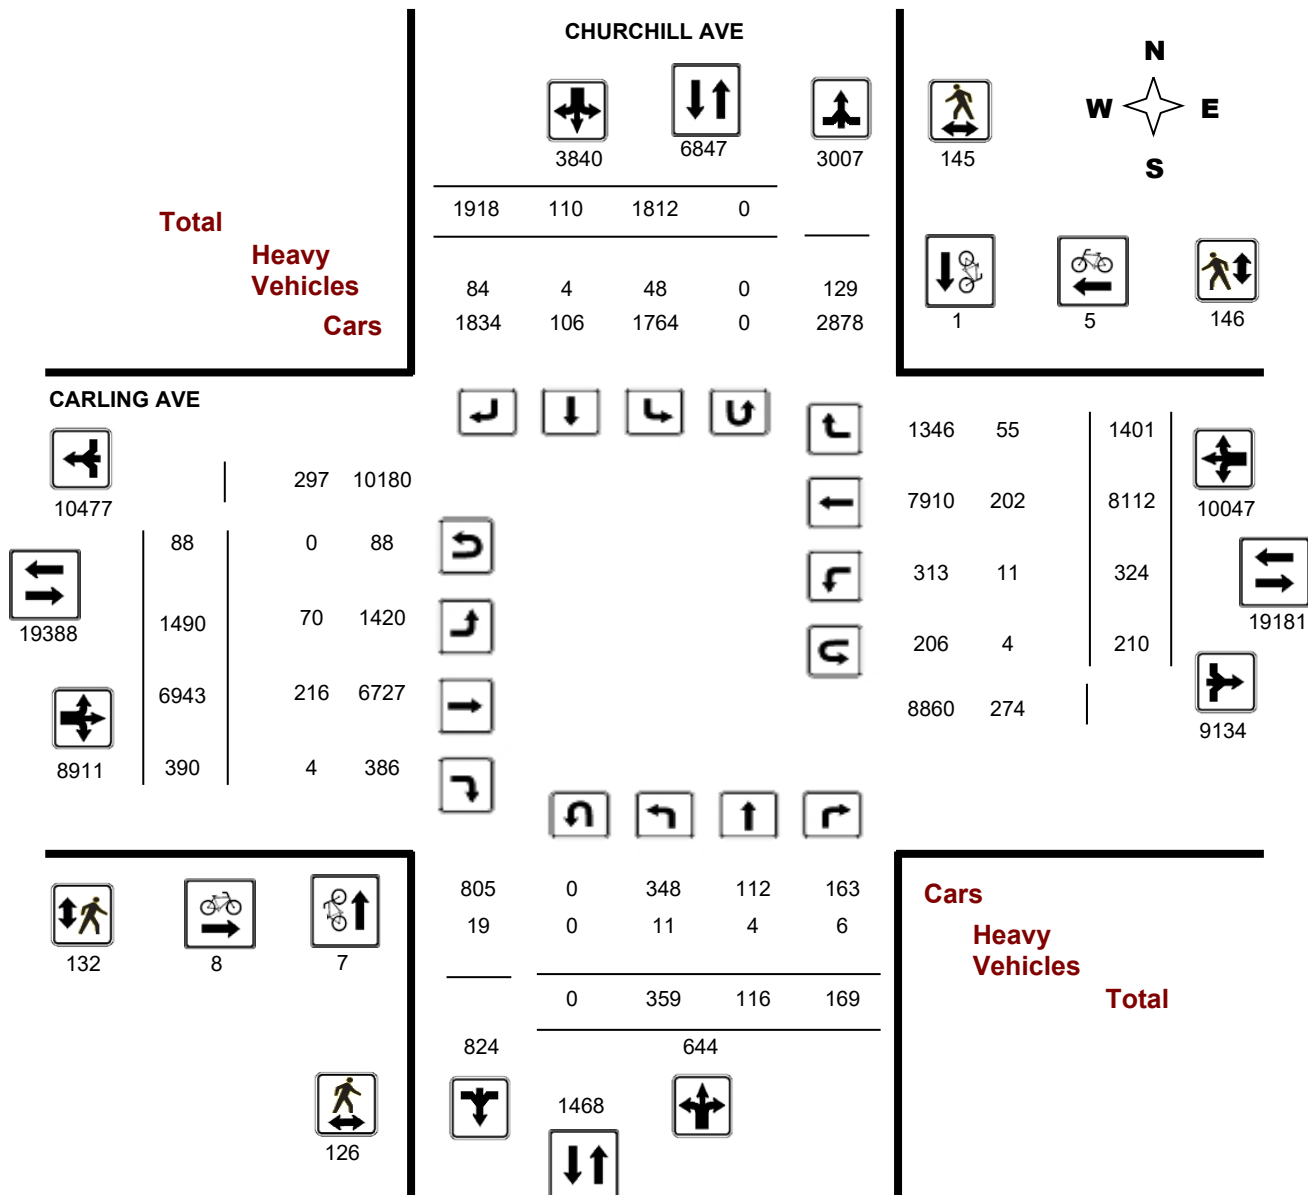 CHURCHILL AVE
N
W E
S
3840 6847 3007 145
1918 110 1812 0
Total
Heavy
Vehicles
84 4 48 0 129
Cars
1834 106 1764 0 2878
1 5 146
CARLING AVE
10477
297 10180
88 0 88
19388
1490 70 1420
6943 216 6727
8911
390 4 386
1346 55 1401
7910 202 8112
10047
313 11 324
19181
206 4 210
8860 274
9134
132 8 7
126
805 0 348 112 163
19 0 11 4 6
0 359 116 169
824 644
1468
Cars
Heavy
Vehicles
Total